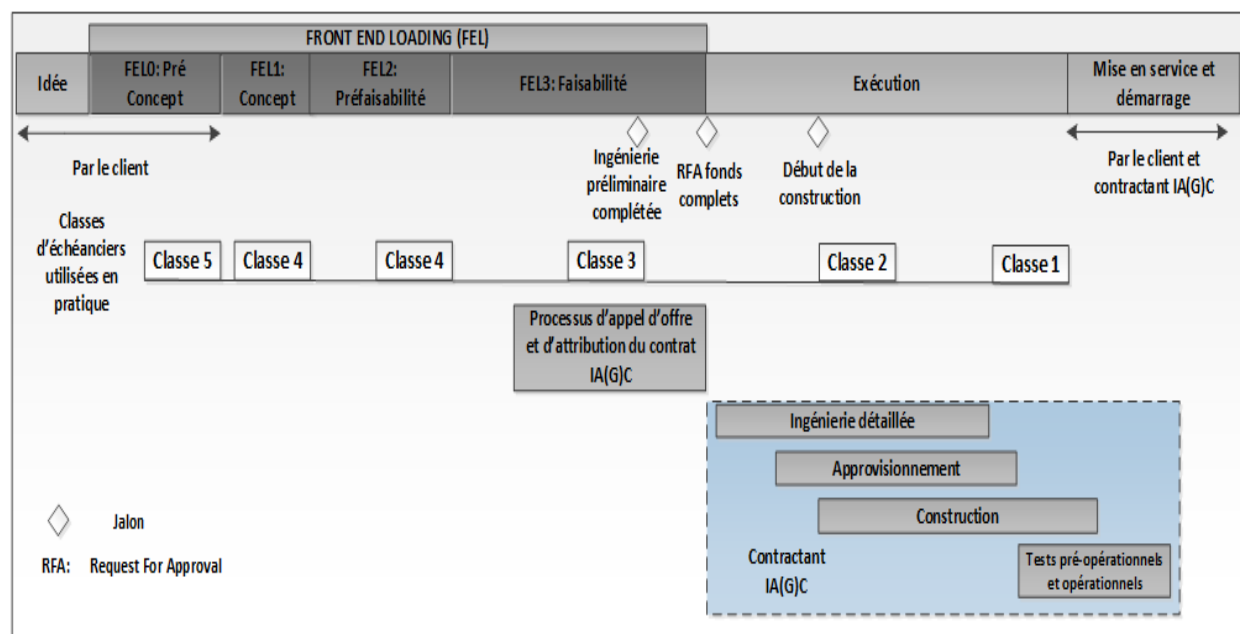 FRONT END LOADING (FEL)
Idée
FEL0: Pré
Concept
FEL1:
Concept
FEL2:
Préfaisabilité
FEL3: Faisabilité
Exécution
Mise en service et
démarrage
Par le client
Ingénierie
préliminaire
complétée
RFA fonds
complets
Début de la
construction
Par le client et
contractant IA(G)C
Classes
d'échéanciers
utilisées en
pratique
Classe 5
Classe 4
Classe 4
Classe 3
Classe 2
Classe 1
Processus d'appel d'offre
et d'attribution du contrat
IA(G)C
Ingénierie détaillée
Approvisionnement
Construction
Contractant
IA(G)C
Tests pré-opérationnels
et opérationnels
Jalon
RFA: Request For Approval